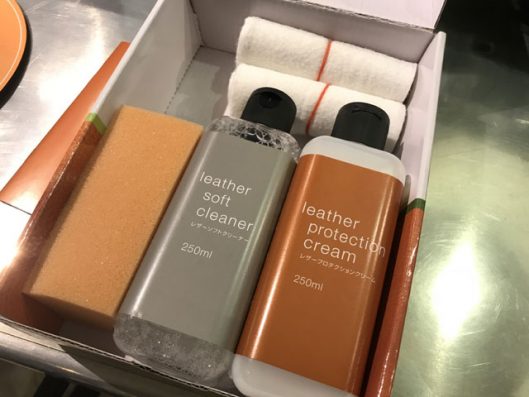 leather
soft
cleaner
レザーソフトクリーナー
250ml
leather
protection
cream
レザープロテクションクリーム
250ml